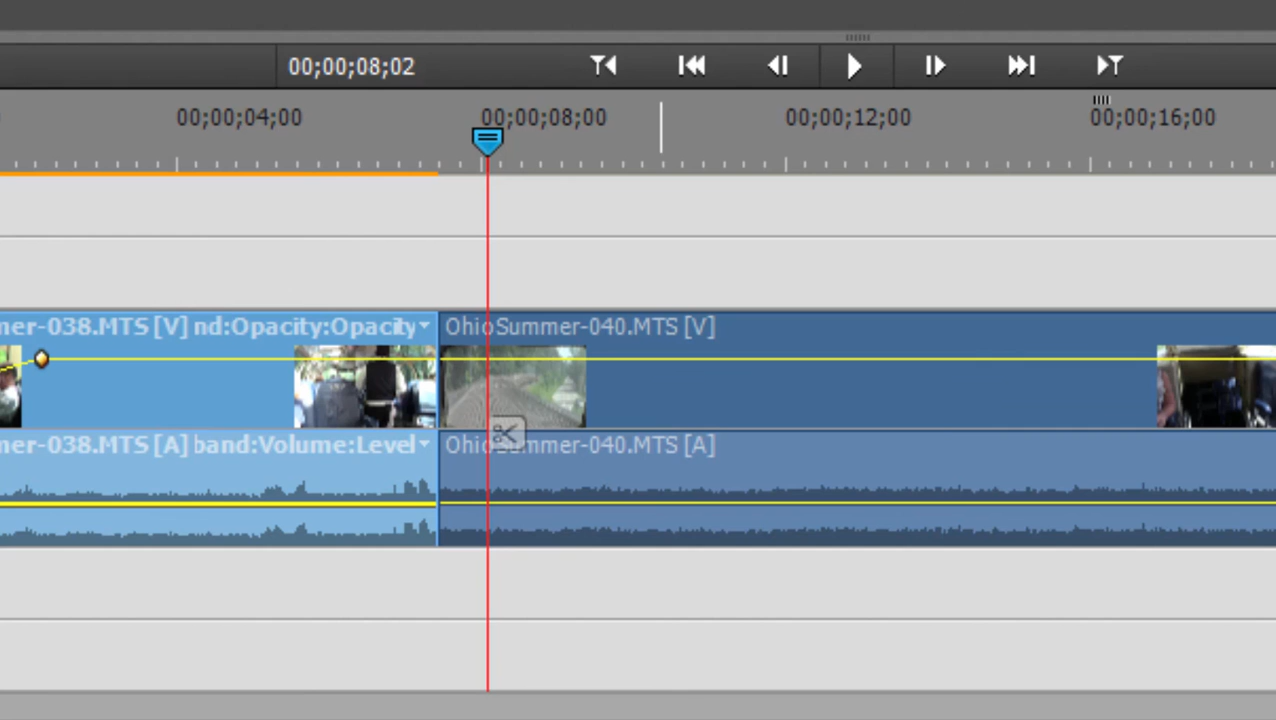 00;00;08;02
00;00;04;00 00;00;08;00 00;00;12;00 00;00;16;00
mer-038.MTS [V] nd:Opacity:Opacity OhioSummer-040.MTS [V]
mer-038.MTS [A] band:Volume:Level OhioSummer-040.MTS [A]